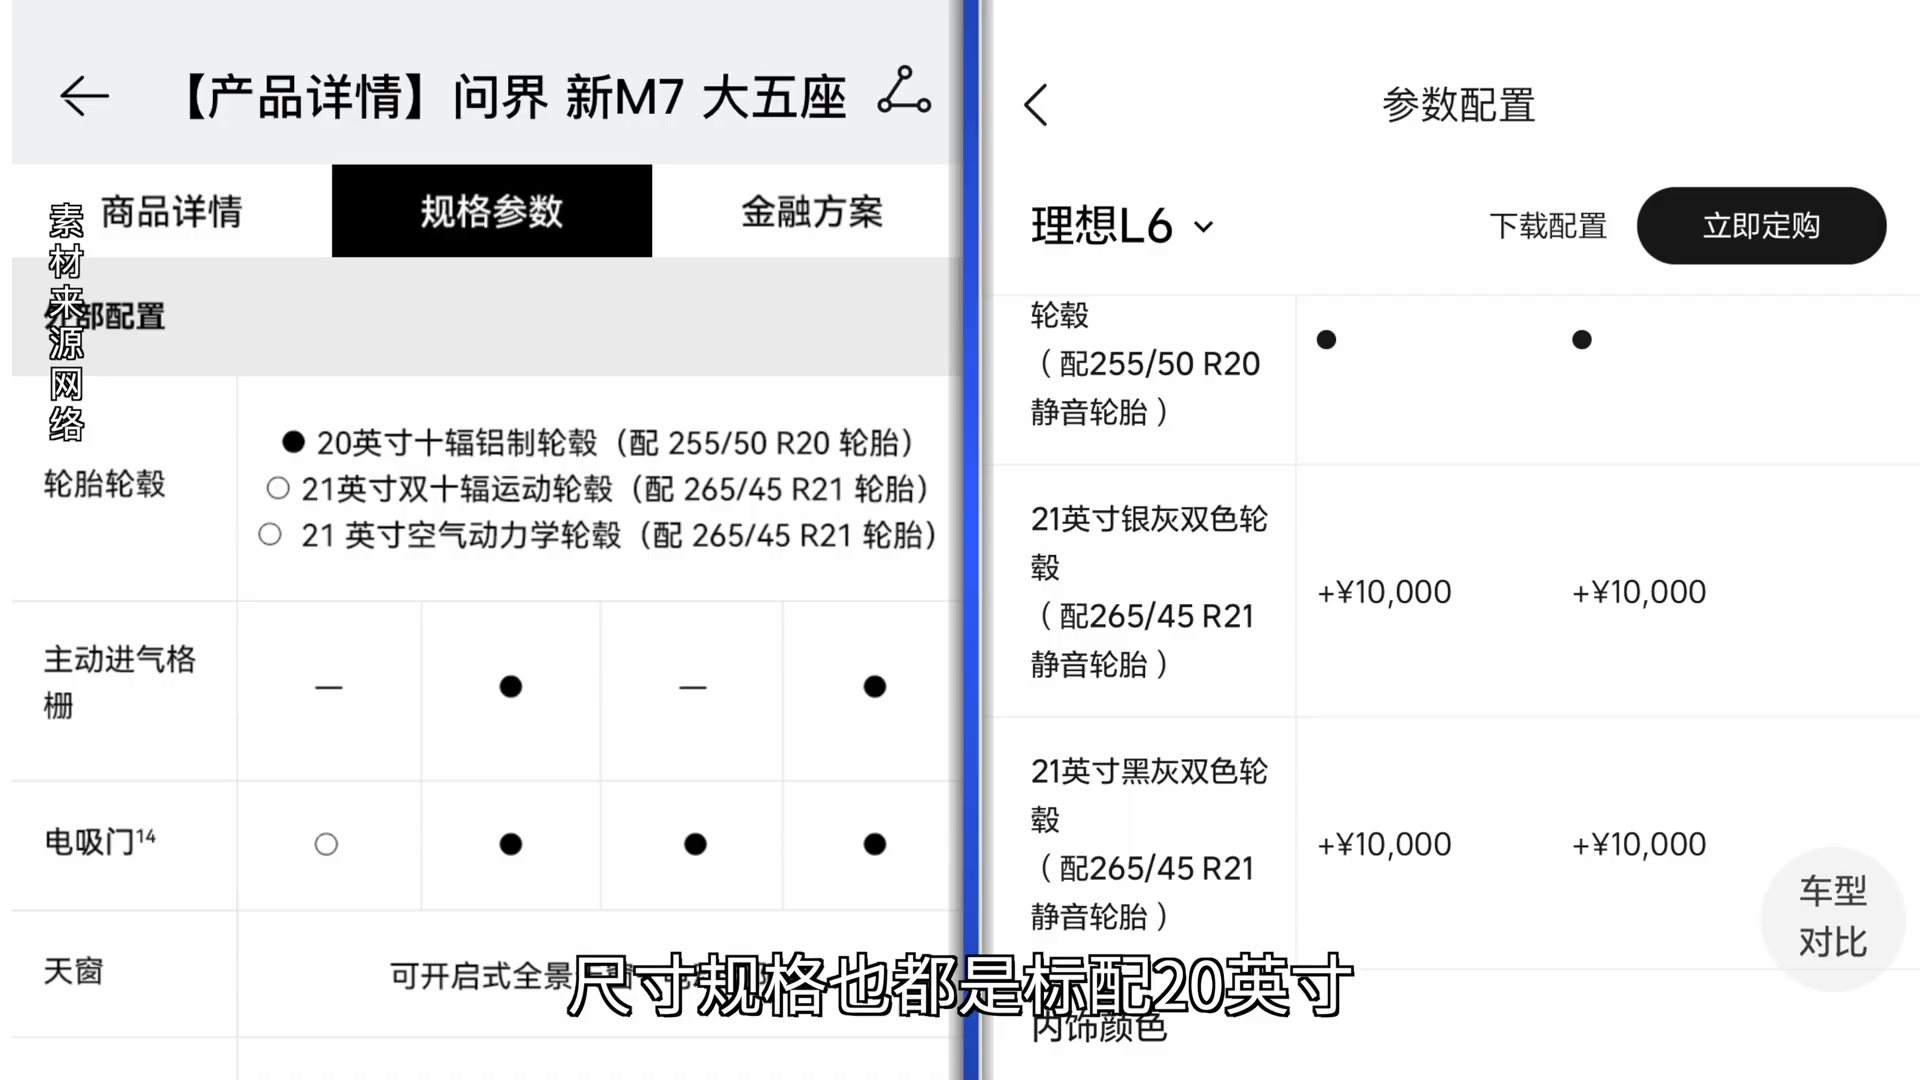 【产品详情】问界 新M7 大五座
商品详情
规格参数
金融方案
素材来源网络
外部配置
轮胎轮毂
● 20英寸十辐铝制轮毂（配 255/50 R20 轮胎）
○ 21英寸双十辐运动轮毂（配 265/45 R21 轮胎）
○ 21 英寸空气动力学轮毂（配 265/45 R21 轮胎）
主动进气格
栅
— ● — ●
电吸门14
○ ● ● ●
天窗
可开启式全景
参数配置
理想L6
下载配置
立即定购
轮毂
（配255/50 R20
静音轮胎）
● ●
21英寸银灰双色轮
毂
（配265/45 R21
静音轮胎）
+¥10,000 +¥10,000
21英寸黑灰双色轮
毂
（配265/45 R21
静音轮胎）
+¥10,000 +¥10,000
车型
对比
内饰颜色
尺寸规格也都是标配20英寸